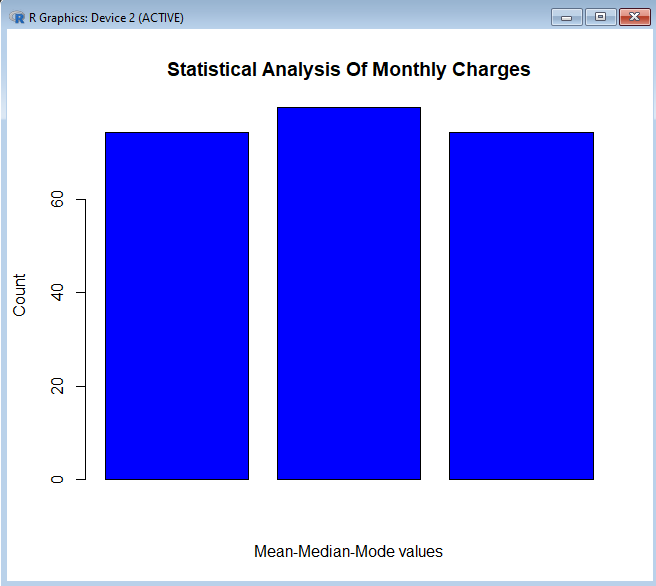 R Graphics: Device 2 (ACTIVE)
Statistical Analysis Of Monthly Charges
60
40
20
0
Count
Mean-Median-Mode values